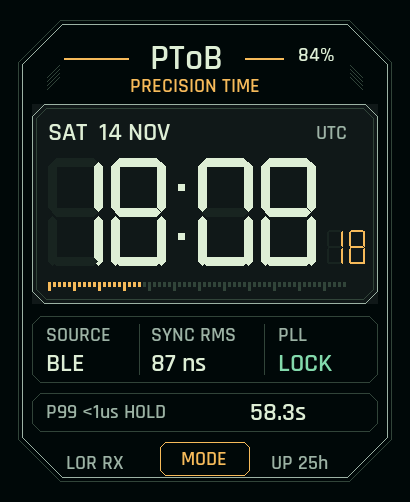 PToB 84%
PRECISION TIME
SAT 14 NOV UTC
18:08 18
SOURCE SYNC RMS PLL
BLE 87 ns LOCK
P99 <1us HOLD 58.3s
LOR RX MODE UP 25h